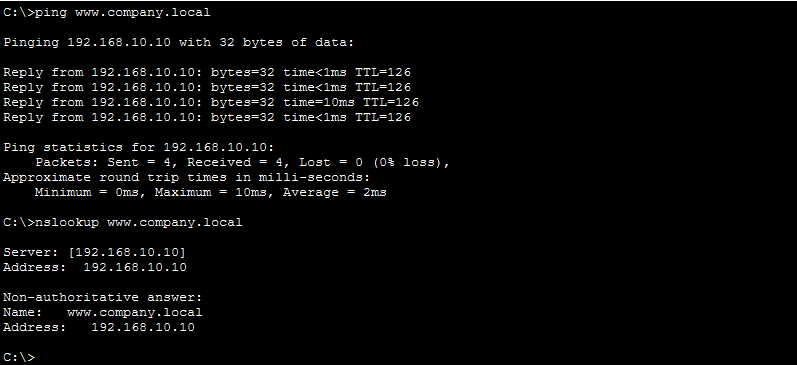 C:\>ping www.company.local
Pinging 192.168.10.10 with 32 bytes of data:
Reply from 192.168.10.10: bytes=32 time<1ms TTL=126
Reply from 192.168.10.10: bytes=32 time<1ms TTL=126
Reply from 192.168.10.10: bytes=32 time=10ms TTL=126
Reply from 192.168.10.10: bytes=32 time<1ms TTL=126
Ping statistics for 192.168.10.10:
    Packets: Sent = 4, Received = 4, Lost = 0 (0% loss),
Approximate round trip times in milli-seconds:
    Minimum = 0ms, Maximum = 10ms, Average = 2ms
C:\>nslookup www.company.local
Server: [192.168.10.10]
Address:  192.168.10.10
Non-authoritative answer:
Name:   www.company.local
Address:   192.168.10.10
C:\>